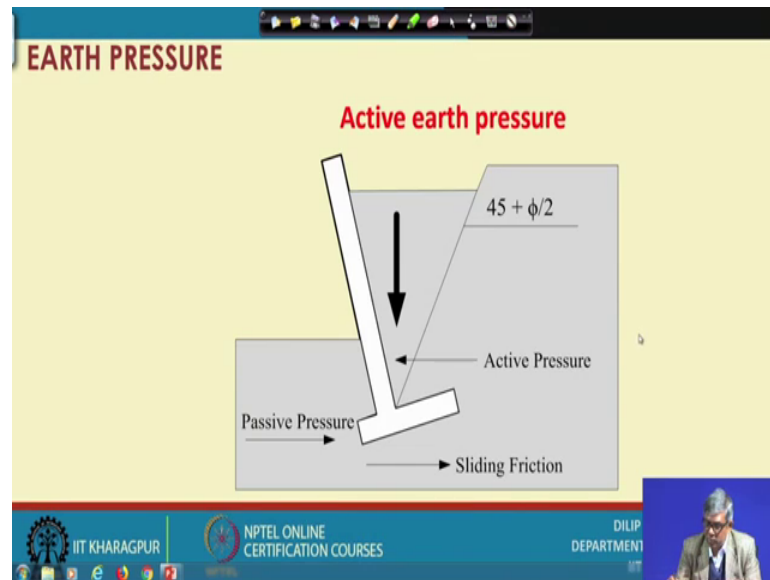 EARTH PRESSURE
Active earth pressure
45 + ϕ/2
Active Pressure
Passive Pressure
Sliding Friction
IIT KHARAGPUR
NPTEL ONLINE
CERTIFICATION COURSES
DILIP
DEPARTMENT